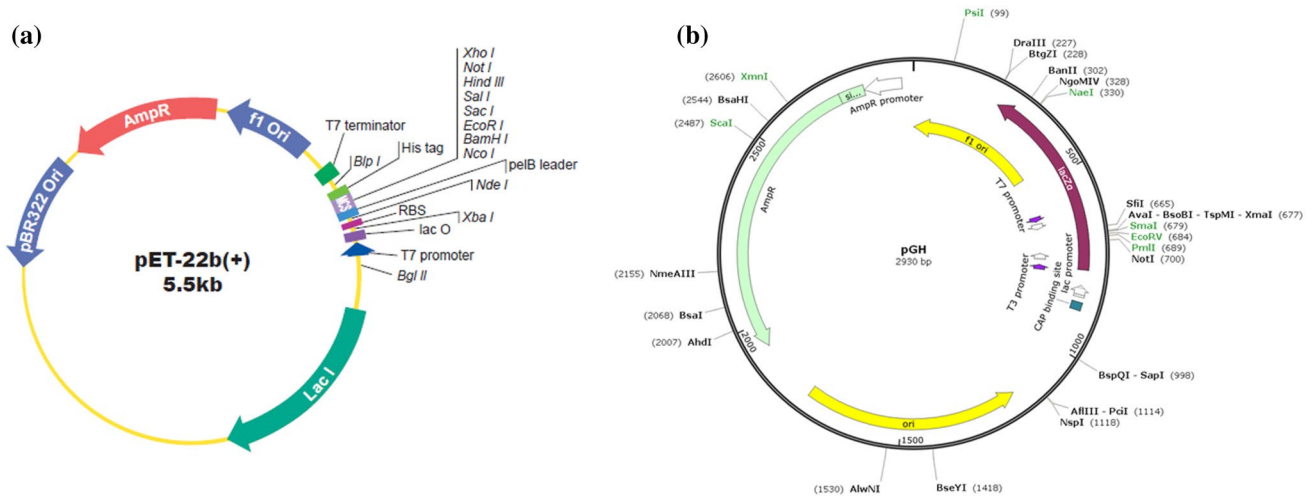 (a)
Xho I
Not I
Hind III
Sal I
Sac I
EcoR I
BamH I
Nco I
pelB leader
Nde I
RBS
Xba I
lac O
T7 promoter
Bgl II
T7 terminator
His tag
Blp I
AmpR
f1 Ori
pBR322 Ori
pET-22b(+)
5.5kb
Lac I
(b)
PsiI (99)
DraIII (227)
BtgZI (228)
BanII (302)
NgoMIV (328)
NaeI (330)
500
SfiI (665)
AvaI - BsoBI - TspMI - XmaI (677)
SmaI (679)
EcoRV (684)
PmlI (689)
NotI (700)
1000
BspQI - SapI (998)
AflIII - PciI (1114)
NspI (1118)
BseYI (1418)
1500
(1530) AlwNI
(2007) AhdI
2000
(2068) BsaI
(2155) NmeAIII
(2487) ScaI
2500
(2544) BsaHI
(2606) XmnI
si...
AmpR promoter
AmpR
f1 ori
lacZα
T7 promoter
T3 promoter
lac promoter
CAP binding site
ori
pGH
2930 bp